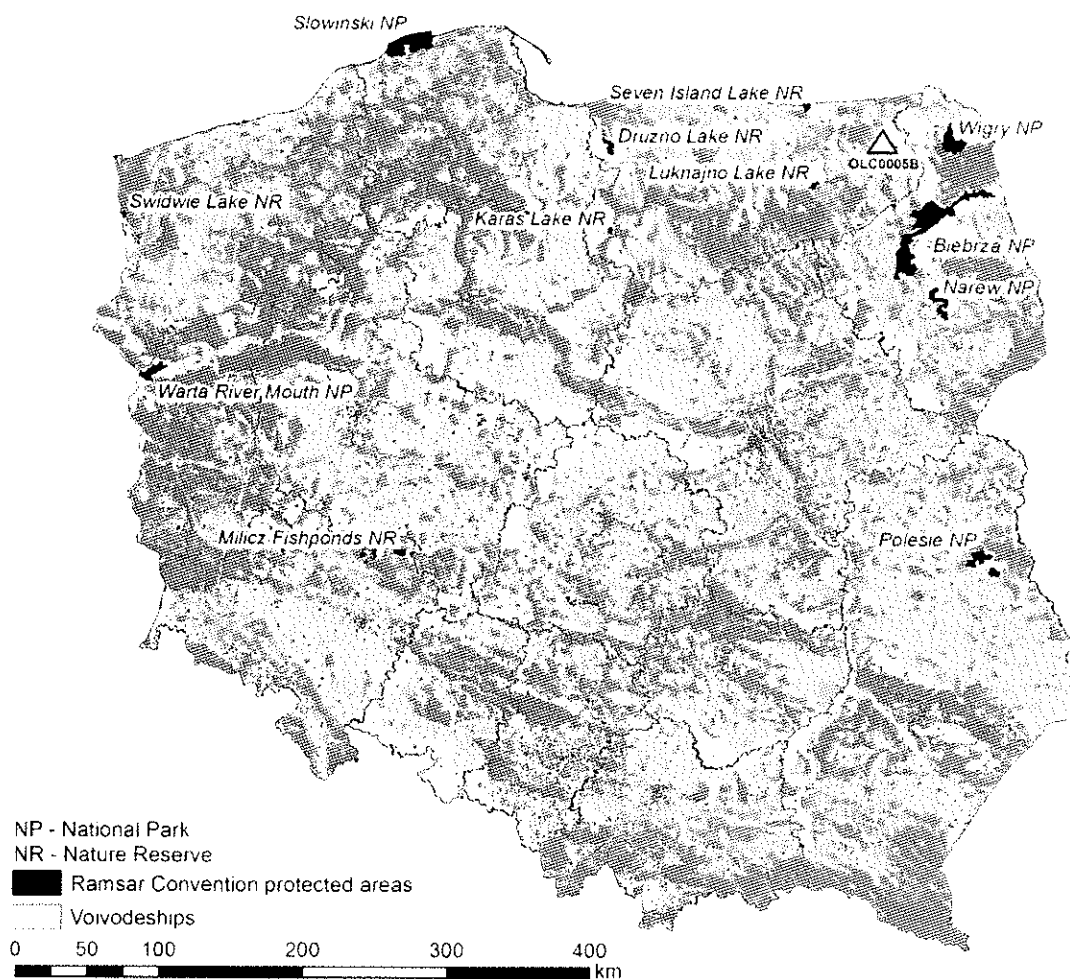 Slowinski NP
Seven Island Lake NR
Druzno Lake NR
Wigry NP
OLC0005B
Luknajno Lake NR
Swidwie Lake NR
Karas Lake NR
Biebrza NP
Narew NP
Warta River Mouth NP
Milicz Fishponds NR
Polesie NP
NP - National Park
NR - Nature Reserve
Ramsar Convention protected areas
Voivodeships
0 50 100 200 300 400
km